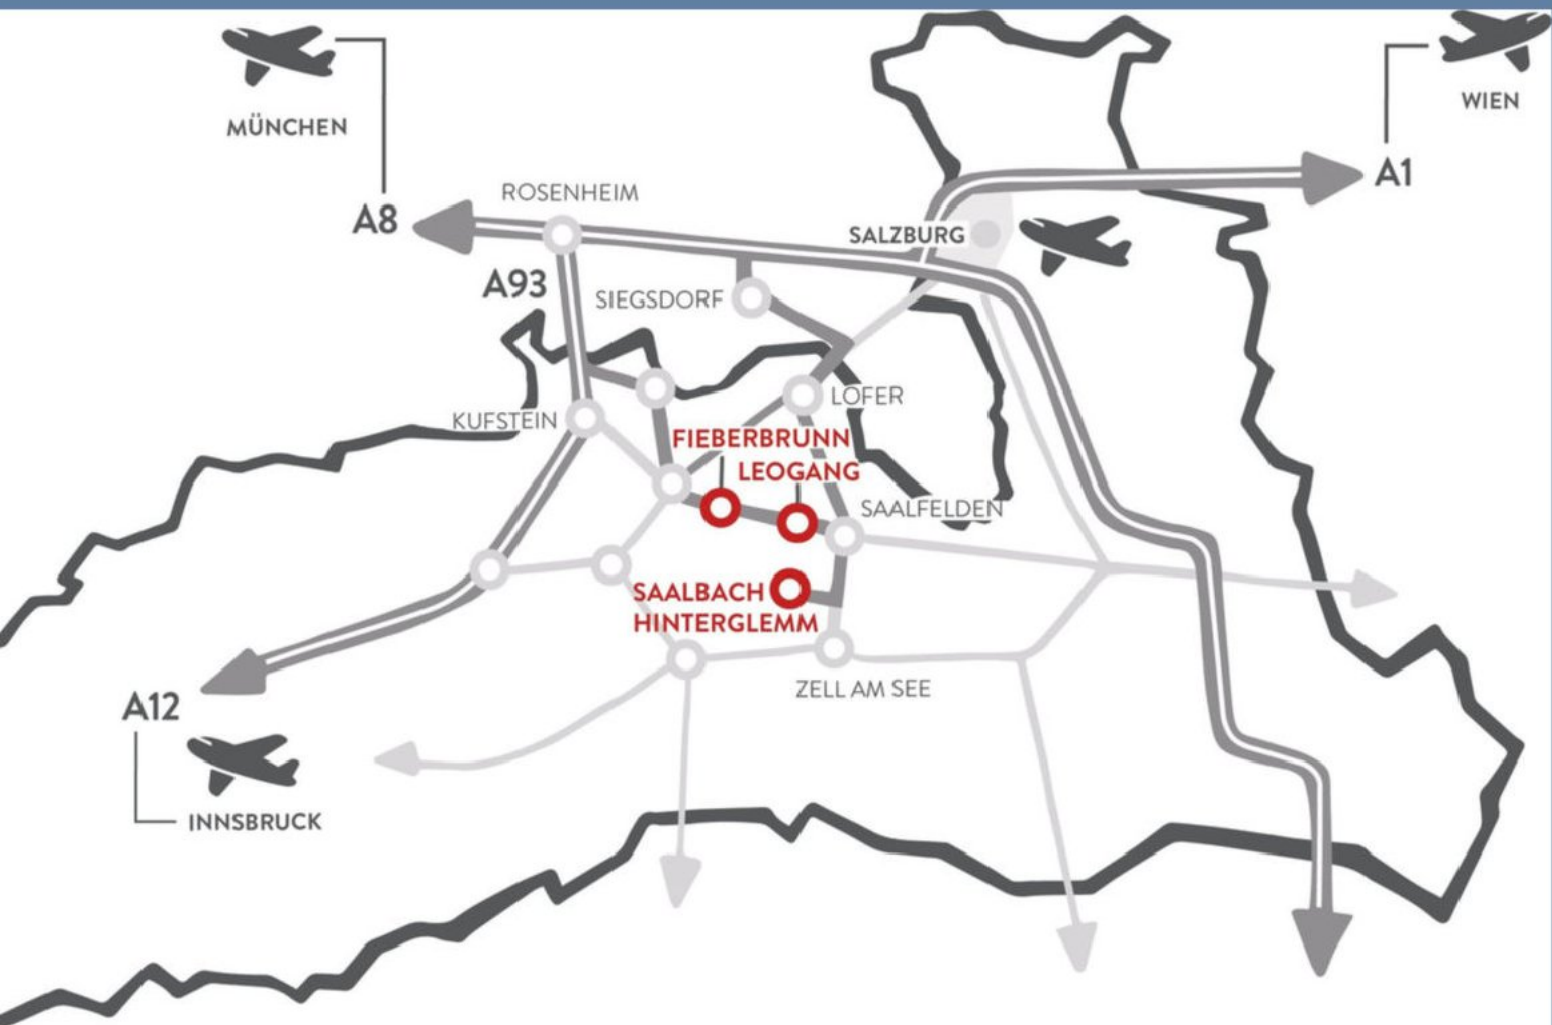 MÜNCHEN
WIEN
A1
ROSENHEIM
A8
SALZBURG
A93
SIEGSDORF
LOFER
KUFSTEIN
FIEBERBRUNN
LEOGANG
SAALFELDEN
SAALBACH
HINTERGLEMM
ZELL AM SEE
A12
INNSBRUCK